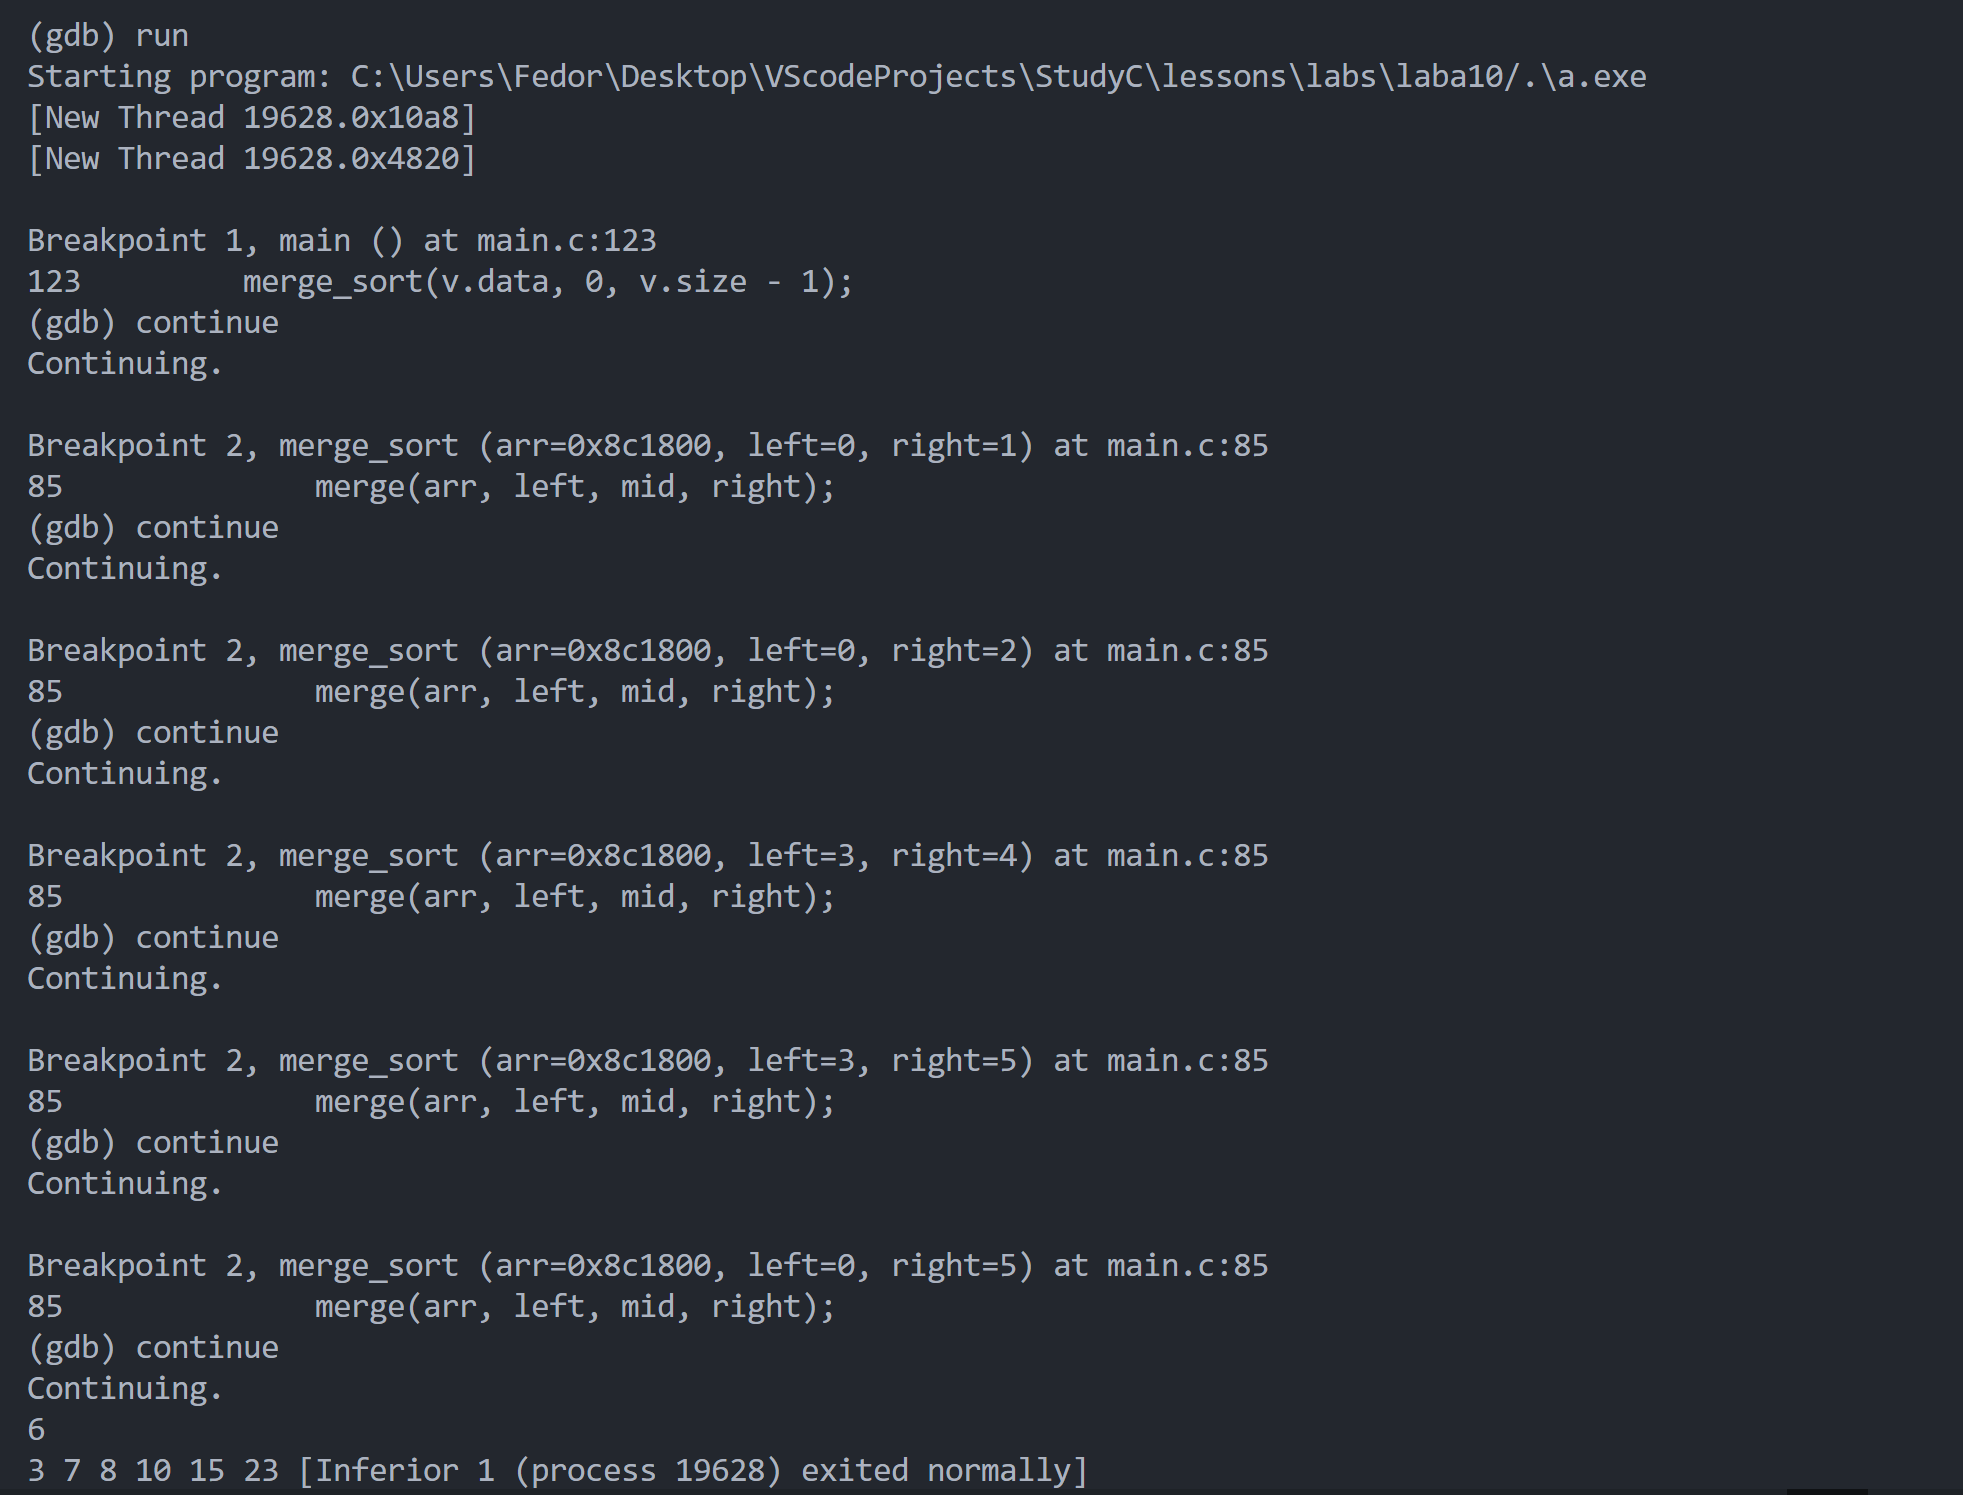 (gdb) run
Starting program: C:\Users\Fedor\Desktop\VScodeProjects\StudyC\lessons\labs\laba10/.\a.exe
[New Thread 19628.0x10a8]
[New Thread 19628.0x4820]
Breakpoint 1, main () at main.c:123
123         merge_sort(v.data, 0, v.size - 1);
(gdb) continue
Continuing.
Breakpoint 2, merge_sort (arr=0x8c1800, left=0, right=1) at main.c:85
85              merge(arr, left, mid, right);
(gdb) continue
Continuing.
Breakpoint 2, merge_sort (arr=0x8c1800, left=0, right=2) at main.c:85
85              merge(arr, left, mid, right);
(gdb) continue
Continuing.
Breakpoint 2, merge_sort (arr=0x8c1800, left=3, right=4) at main.c:85
85              merge(arr, left, mid, right);
(gdb) continue
Continuing.
Breakpoint 2, merge_sort (arr=0x8c1800, left=3, right=5) at main.c:85
85              merge(arr, left, mid, right);
(gdb) continue
Continuing.
Breakpoint 2, merge_sort (arr=0x8c1800, left=0, right=5) at main.c:85
85              merge(arr, left, mid, right);
(gdb) continue
Continuing.
6
3 7 8 10 15 23 [Inferior 1 (process 19628) exited normally]